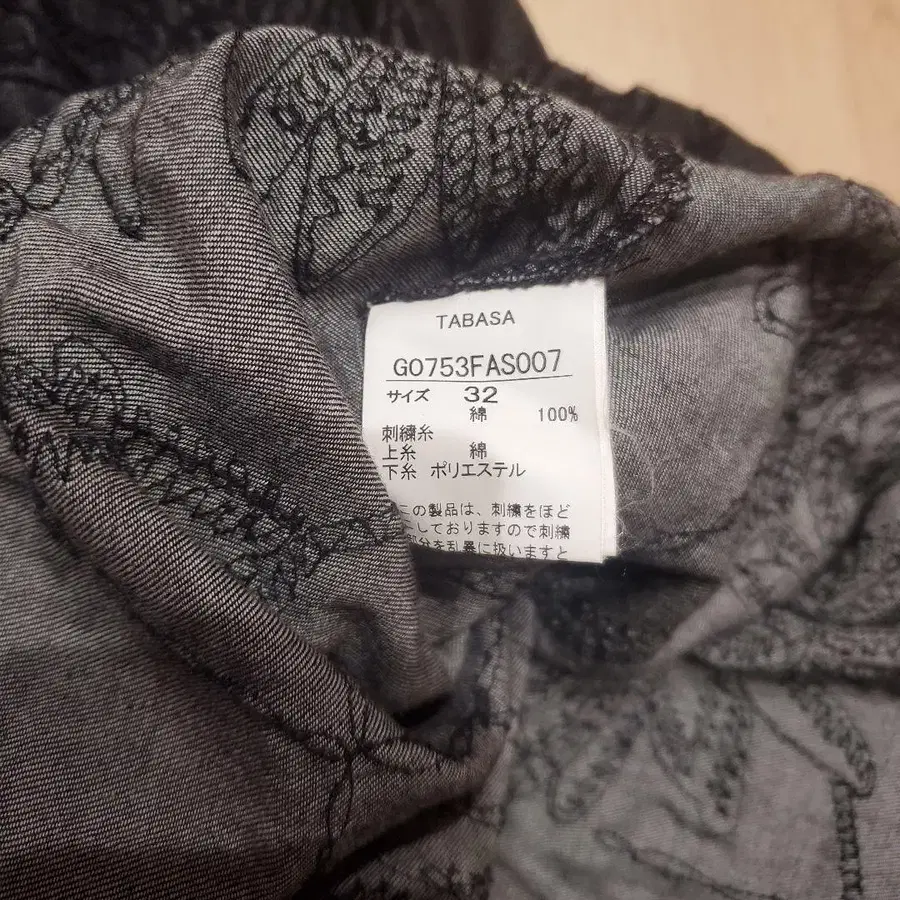 TABASA
G0753FAS007
サイズ 32
綿 100%
刺繍糸
上糸 綿
下糸 ポリエステル
この製品は、刺繍をほど
しておりますので刺繍
部分を乱暴に扱いますと